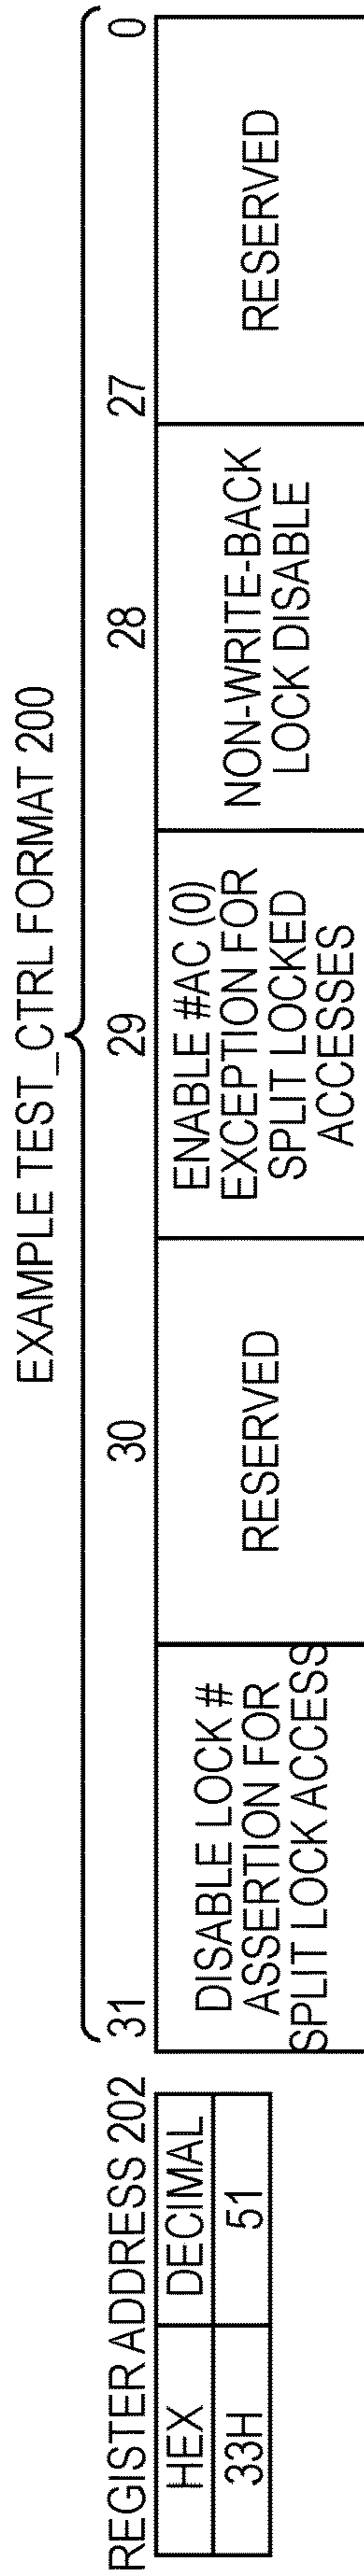 EXAMPLE TEST_CTRL FORMAT 200
REGISTER ADDRESS 202
HEX DECIMAL
33H 51
31 30 29 28 27 0
DISABLE LOCK #
ASSERTION FOR
SPLIT LOCK ACCESS
RESERVED
ENABLE #AC (0)
EXCEPTION FOR
SPLIT LOCKED
ACCESSES
NON-WRITE-BACK
LOCK DISABLE
RESERVED